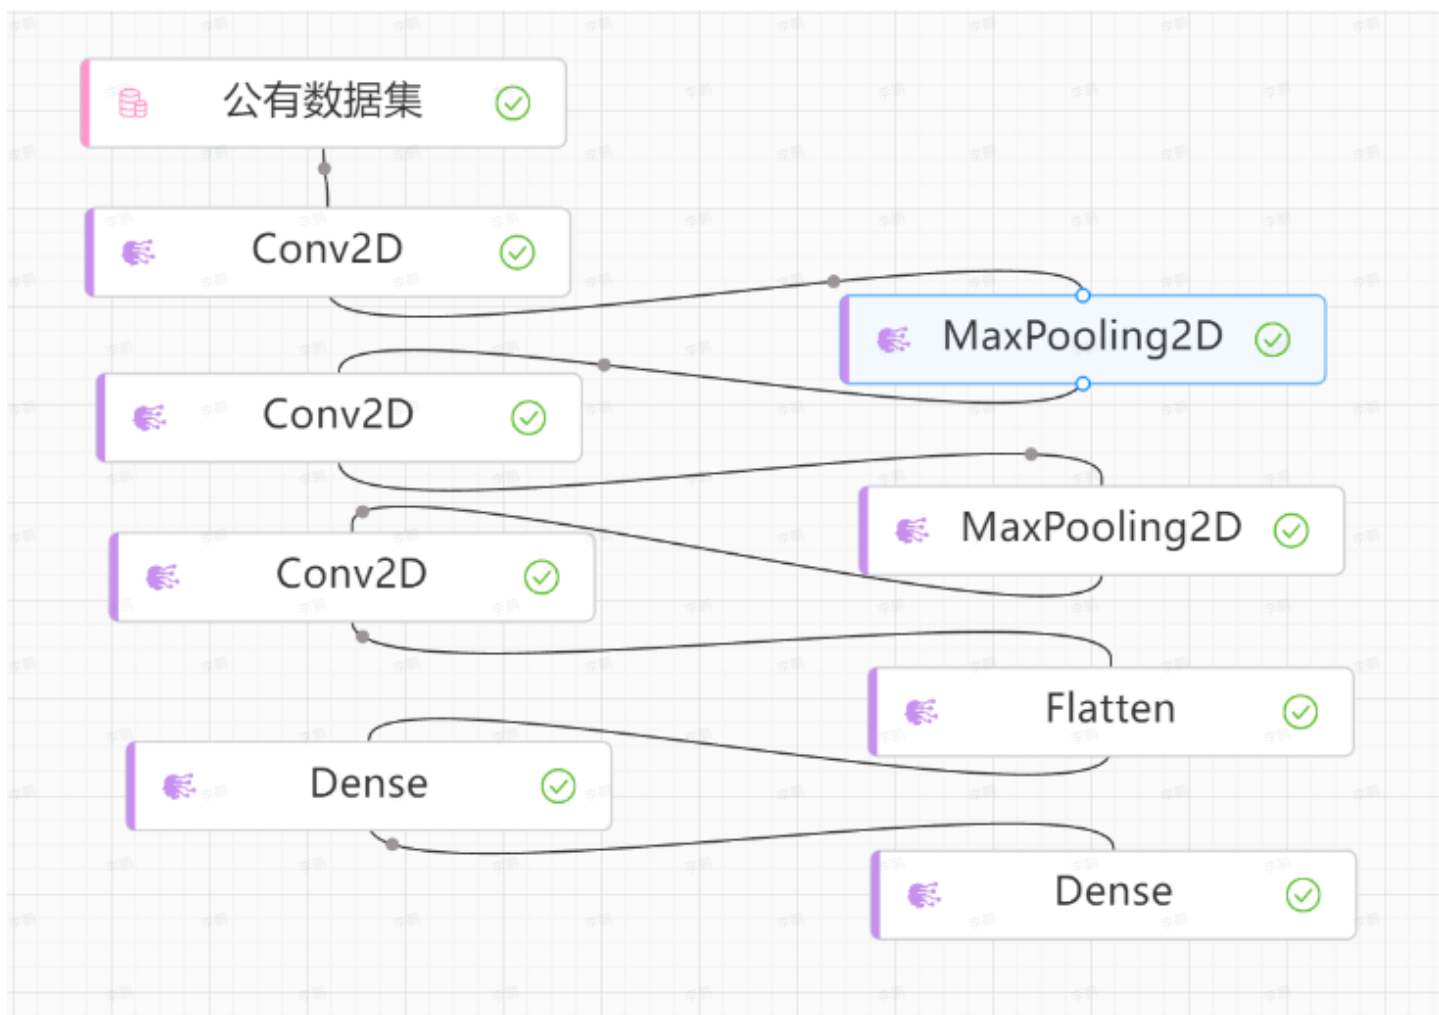 公有数据集
Conv2D
MaxPooling2D
Conv2D
MaxPooling2D
Conv2D
Flatten
Dense
Dense